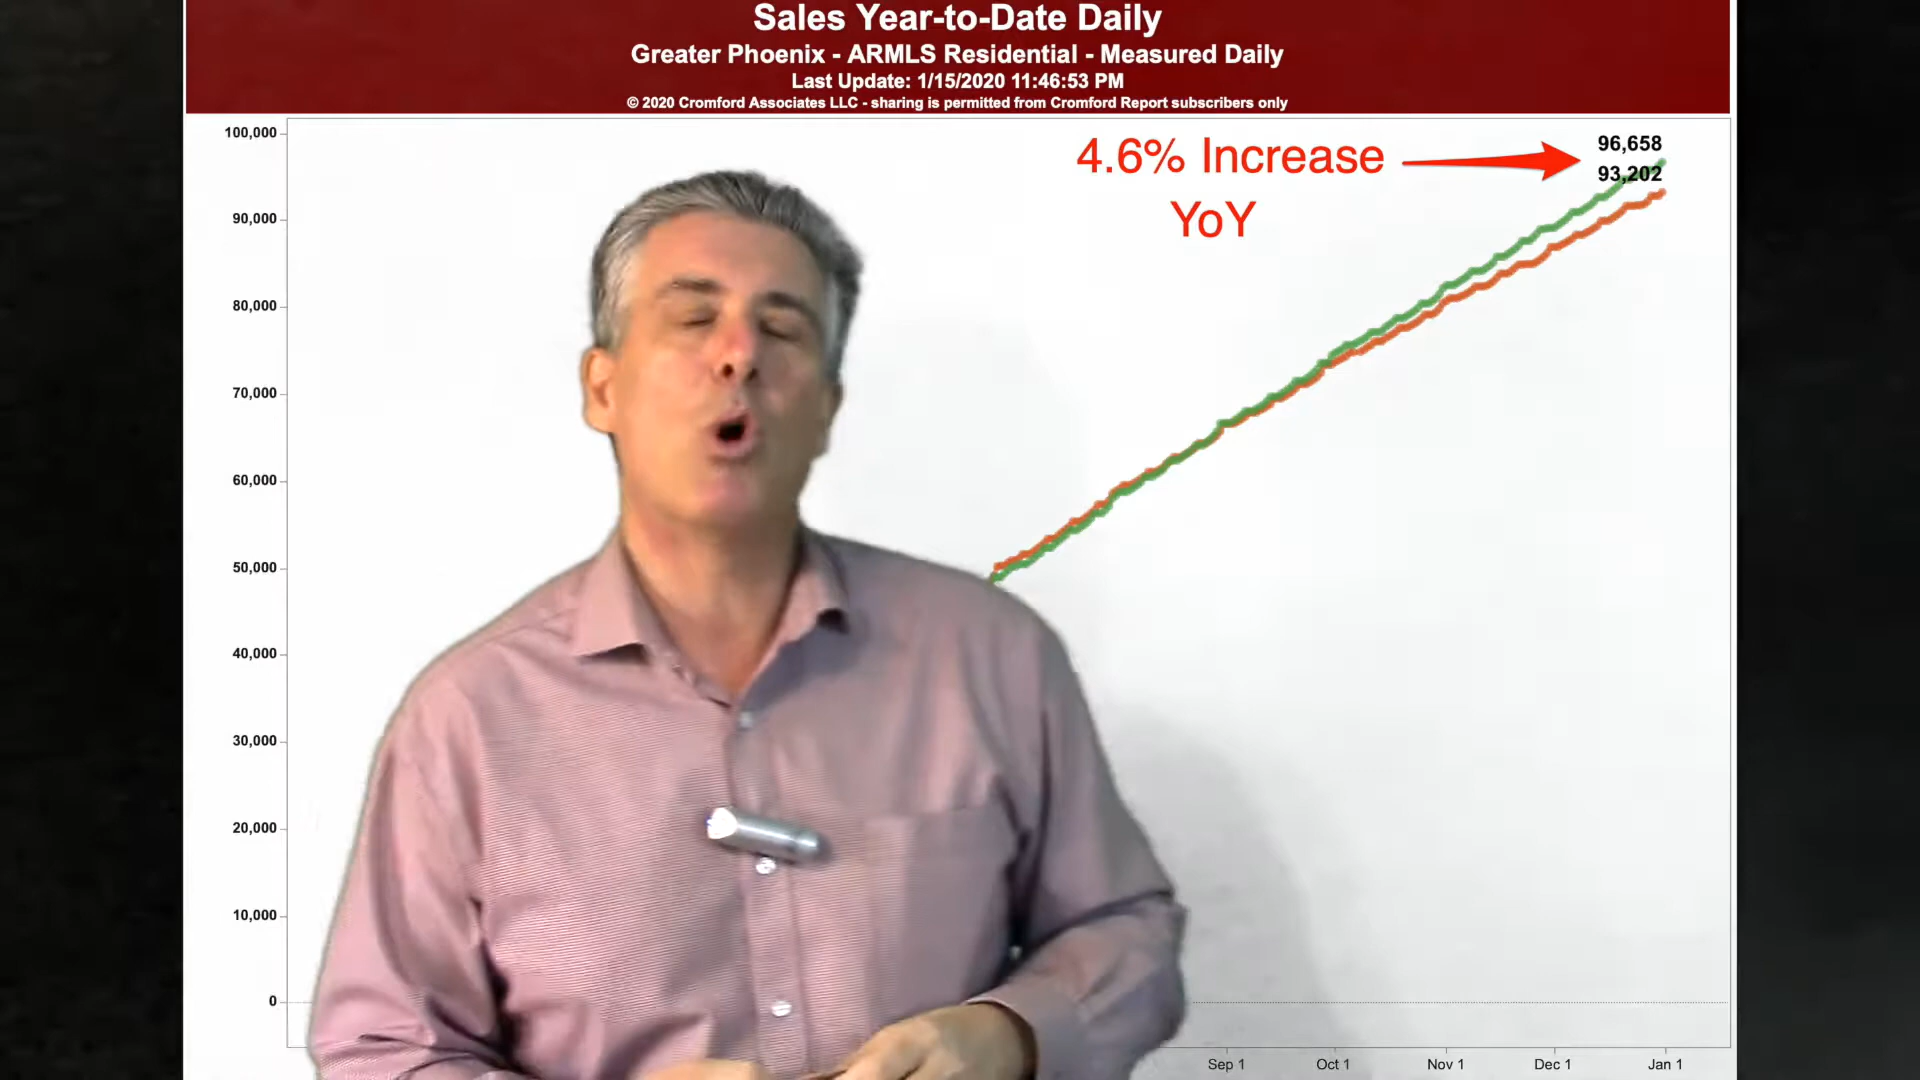 Sales Year-to-Date Daily
Greater Phoenix - ARMLS Residential - Measured Daily
Last Update: 1/15/2020 11:46:53 PM
© 2020 Cromford Associates LLC - sharing is permitted from Cromford Report subscribers only
100,000
4.6% Increase
YoY
96,658
93,202
90,000
80,000
70,000
60,000
50,000
40,000
30,000
20,000
10,000
0
Sep 1 Oct 1 Nov 1 Dec 1 Jan 1